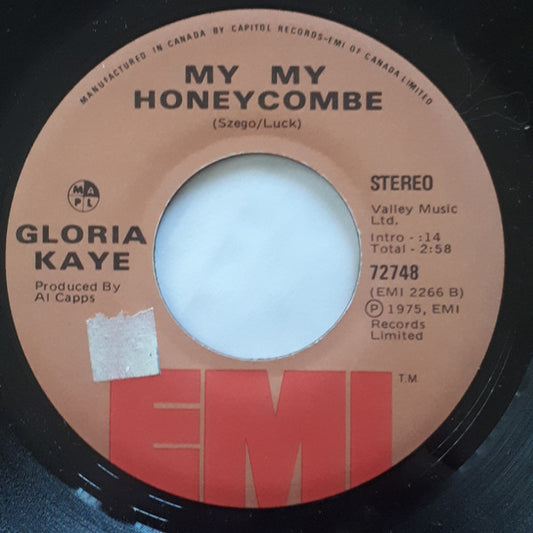 MANUFACTURED IN CANADA BY CAPITOL RECORDS-EMI OF CANADA LIMITED
MY MY
HONEYCOMBE
(Szego/Luck)
M A
P L
GLORIA
KAYE
Produced By
Al Capps
STEREO
Valley Music
Ltd.
Intro - :14
Total - 2:58
72748
(EMI 2266 B)
Ⓟ 1975, EMI
Records
Limited
EMI
T.M.